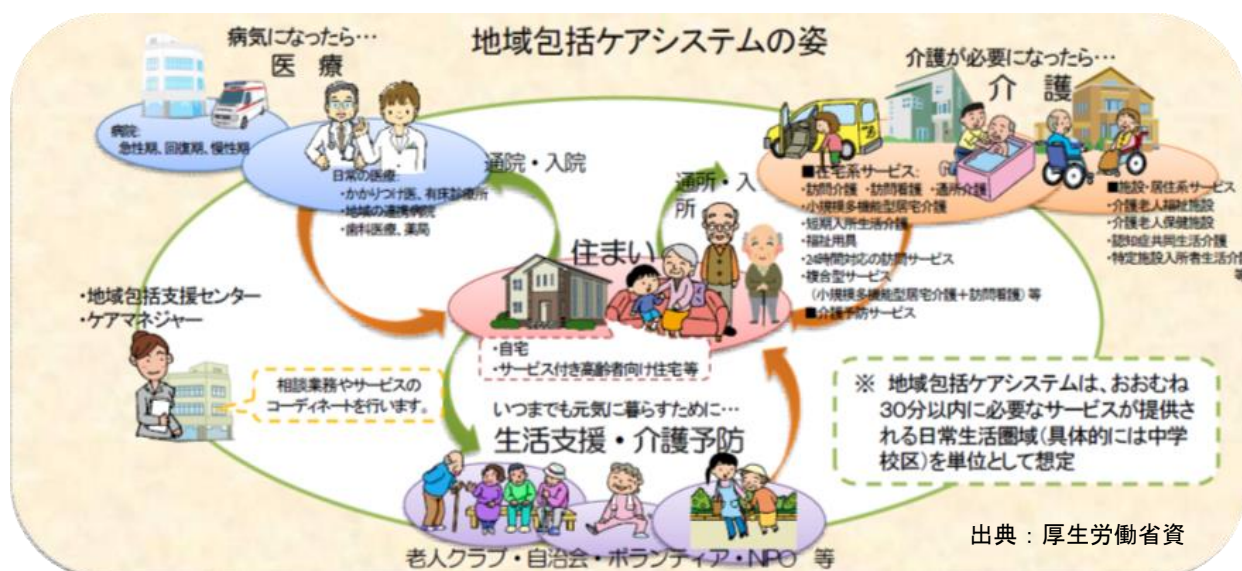 地域包括ケアシステムの姿
病気になったら…
医 療
病院:
急性期、回復期、慢性期
日常の医療:
・かかりつけ医、有床診療所
・地域の連携病院
・歯科医療、薬局
通院・入院
通所・入
所
介護が必要になったら…
介 護
■在宅系サービス:
・訪問介護 ・訪問看護 ・通所介護
・小規模多機能型居宅介護
・短期入所生活介護
・福祉用具
・24時間対応の訪問サービス
・複合型サービス
(小規模多機能型居宅介護+訪問看護)等
■介護予防サービス
■施設・居住系サービス
・介護老人福祉施設
・介護老人保健施設
・認知症共同生活介護
・特定施設入所者生活介
等
住まい
・自宅
・サービス付き高齢者向け住宅等
・地域包括支援センター
・ケアマネジャー
相談業務やサービスの
コーディネートを行います。
いつまでも元気に暮らすために…
生活支援・介護予防
老人クラブ・自治会・ボランティア・NPO 等
※ 地域包括ケアシステムは、おおむね
30分以内に必要なサービスが提供さ
れる日常生活圏域(具体的には中学
校区)を単位として想定
出典:厚生労働省資